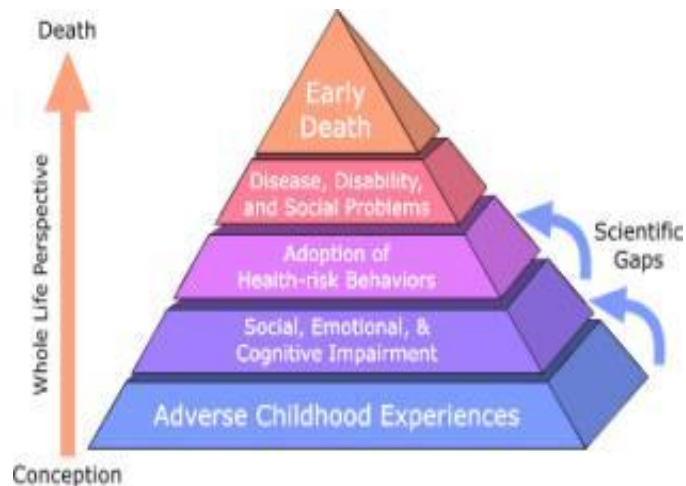 Death
Early
Death
Disease, Disability,
and Social Problems
Scientific
Gaps
Adoption of
Health-risk Behaviors
Whole Life Perspective
Social, Emotional, &
Cognitive Impairment
Adverse Childhood Experiences
Conception